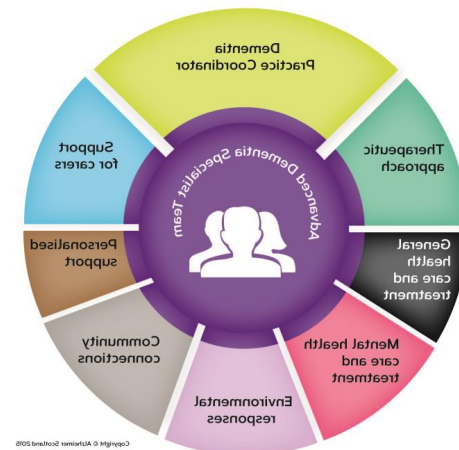 Dementia
Practice Coordinator
Therapeutic
approach
General
health
care and
treatment
Mental health
care and
treatment
Environmental
responses
Community
connections
Personalised
support
Support
for carers
Advanced Dementia Specialist Team
Copyright © Alzheimer Scotland 2015